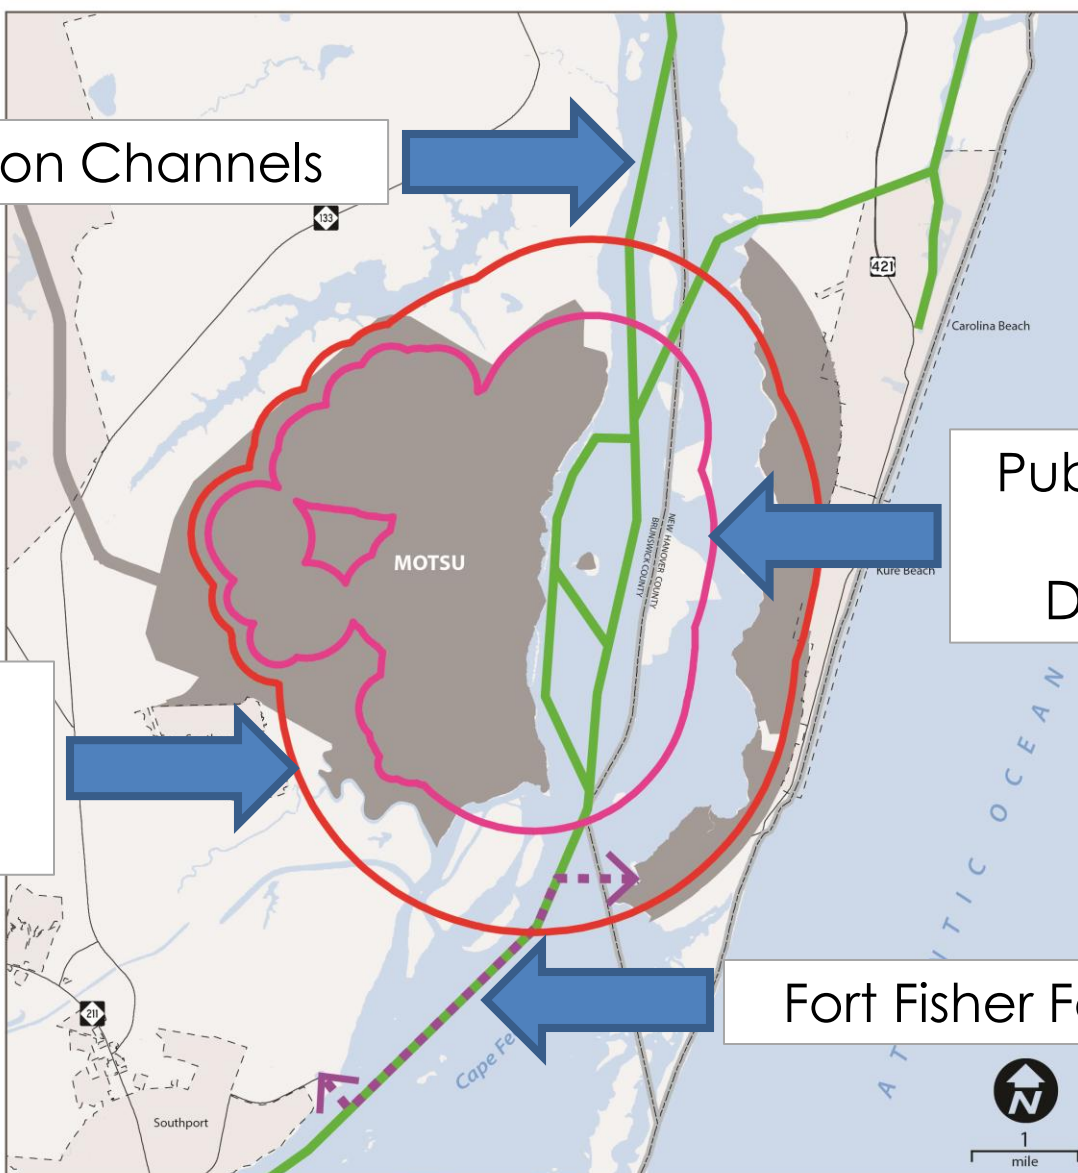 on Channels
133
421
Carolina Beach
Pub
D
MOTSU
NEW HANOVER COUNTY
BRUNSWICK COUNTY
Kure Beach
ATLANTIC OCEAN
Fort Fisher Fe
Cape Fe
211
Southport
N
1
mile